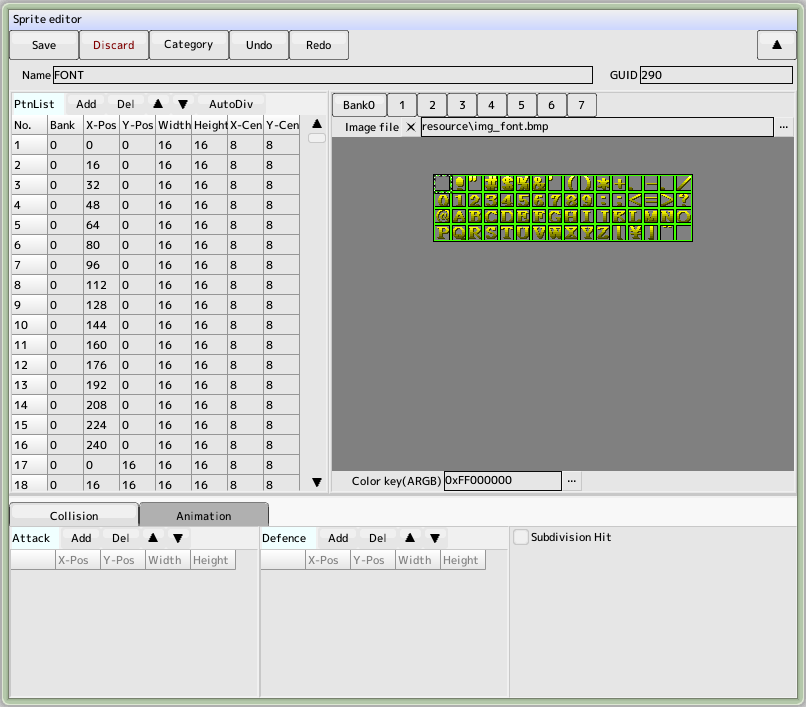 Sprite editor
Save Discard Category Undo Redo ▲
Name FONT GUID 290
PtnList Add Del ▲ ▼ AutoDiv
Bank0 1 2 3 4 5 6 7
No. Bank X-Pos Y-Pos Width Height X-Cen Y-Cen
Image file × resource\img_font.bmp ...
1 0 0 0 16 16 8 8
2 0 16 0 16 16 8 8
3 0 32 0 16 16 8 8
4 0 48 0 16 16 8 8
5 0 64 0 16 16 8 8
6 0 80 0 16 16 8 8
7 0 96 0 16 16 8 8
8 0 112 0 16 16 8 8
9 0 128 0 16 16 8 8
10 0 144 0 16 16 8 8
11 0 160 0 16 16 8 8
12 0 176 0 16 16 8 8
13 0 192 0 16 16 8 8
14 0 208 0 16 16 8 8
15 0 224 0 16 16 8 8
16 0 240 0 16 16 8 8
17 0 0 16 16 16 8 8
18 0 16 16 16 16 8 8
0123456789:;<=>?
@ABCDEFGHIJKLMNO
Color key(ARGB) 0xFF000000 ...
Collision Animation
Attack Add Del ▲ ▼
X-Pos Y-Pos Width Height
Defence Add Del ▲ ▼
X-Pos Y-Pos Width Height
Subdivision Hit